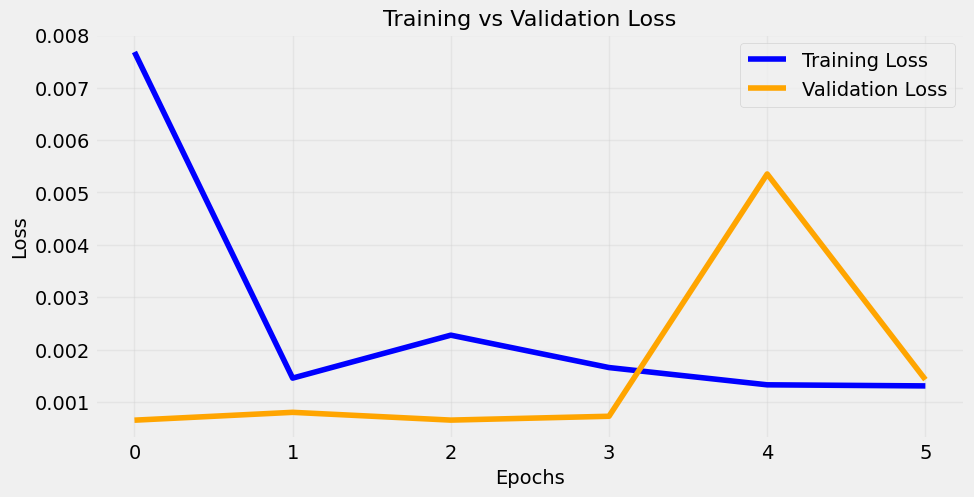 Training vs Validation Loss
0.008
0.007
0.006
0.005
0.004
0.003
0.002
0.001
Loss
Training Loss
Validation Loss
0 1 2 3 4 5
Epochs